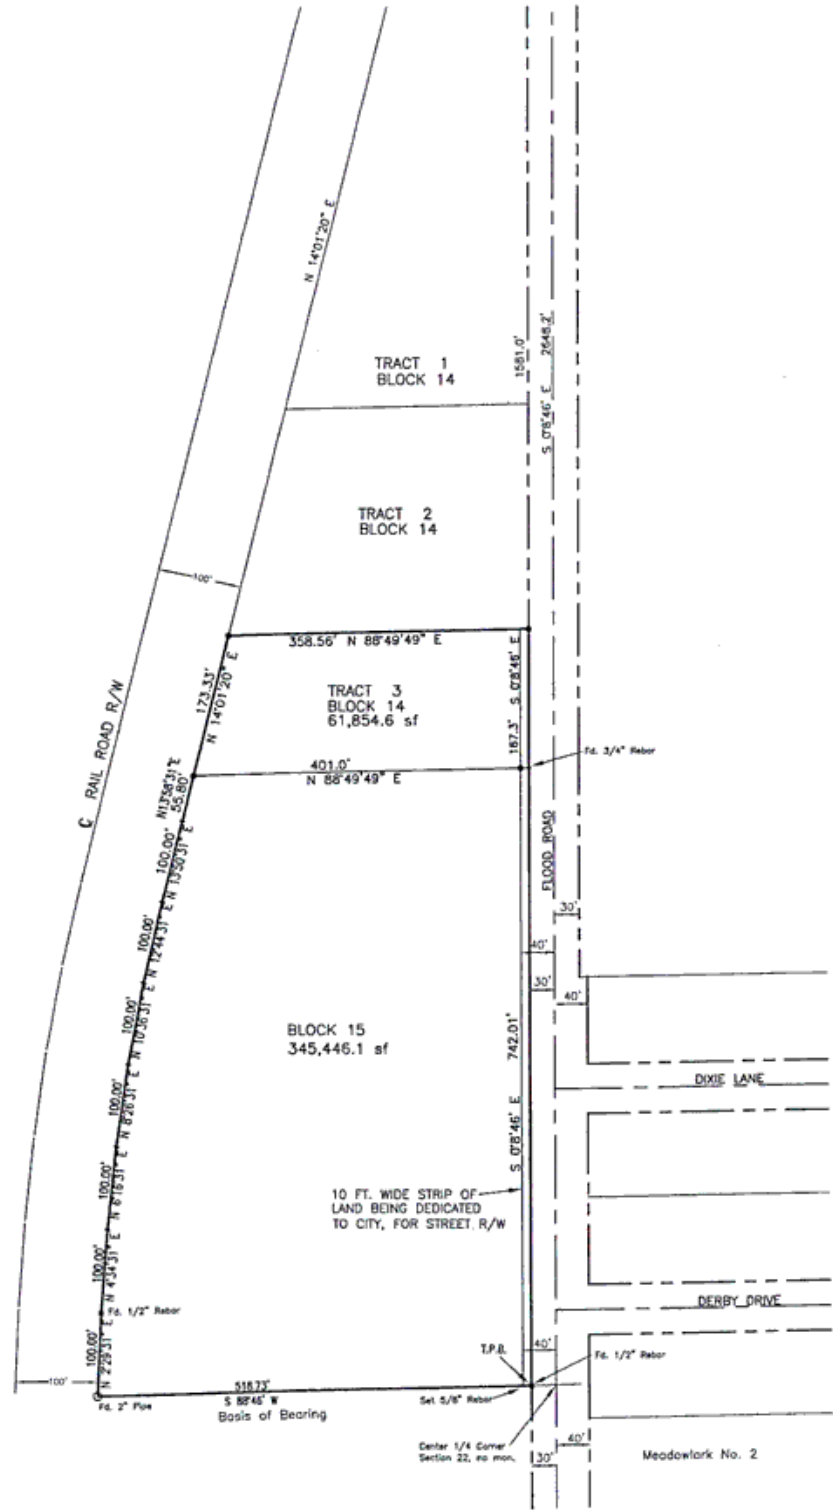 N 14°01'20" E
TRACT 1
BLOCK 14
1581.0'
S 0°8'46" E 2648.2'
TRACT 2
BLOCK 14
100'
358.56' N 88°49'49" E
173.33'
N 14°01'20" E
TRACT 3
BLOCK 14
61,854.6 sf
167.3' S 0°8'46" E
Fd. 3/4" Rebar
401.0'
N 88°49'49" E
C RAIL ROAD R/W
N13°58'31"E
55.80'
100.00'
N 13°50'31" E
FLOOD ROAD
30'
100.00'
N 12°44'31" E
40'
30'
40'
100.00'
N 10°36'31" E
BLOCK 15
345,446.1 sf
742.01'
S 0°8'46" E
DIXIE LANE
100.00'
N 8°26'31" E
100.00'
N 6°16'31" E
10 FT. WIDE STRIP OF
LAND BEING DEDICATED
TO CITY, FOR STREET R/W
100.00'
N 4°34'31" E
DERBY DRIVE
Fd. 1/2" Rebar
100.00'
N 2°29'31" E
T.P.B.
40'
Fd. 1/2" Rebar
100'
Fd. 2" Pipe
518.73'
S 88°46' W
Basis of Bearing
Set 5/8" Rebar
Center 1/4 Corner
Section 22, no mon.
40'
30'
Meadowlark No. 2